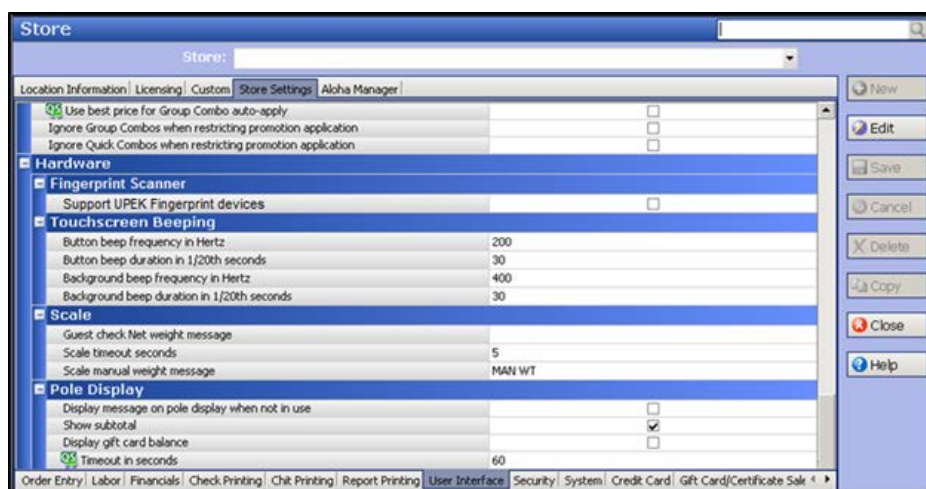 Store
Store:
Location Information Licensing Custom Store Settings Aloha Manager
QS Use best price for Group Combo auto-apply
Ignore Group Combos when restricting promotion application
Ignore Quick Combos when restricting promotion application
Hardware
Fingerprint Scanner
Support UPEK Fingerprint devices
Touchscreen Beeping
Button beep frequency in Hertz 200
Button beep duration in 1/20th seconds 30
Background beep frequency in Hertz 400
Background beep duration in 1/20th seconds 30
Scale
Guest check Net weight message
Scale timeout seconds 5
Scale manual weight message MAN WT
Pole Display
Display message on pole display when not in use
Show subtotal
Display gift card balance
QS Timeout in seconds 60
Order Entry Labor Financials Check Printing Chit Printing Report Printing User Interface Security System Credit Card Gift Card/Certificate Sale
New
Edit
Save
Cancel
Delete
Copy
Close
Help